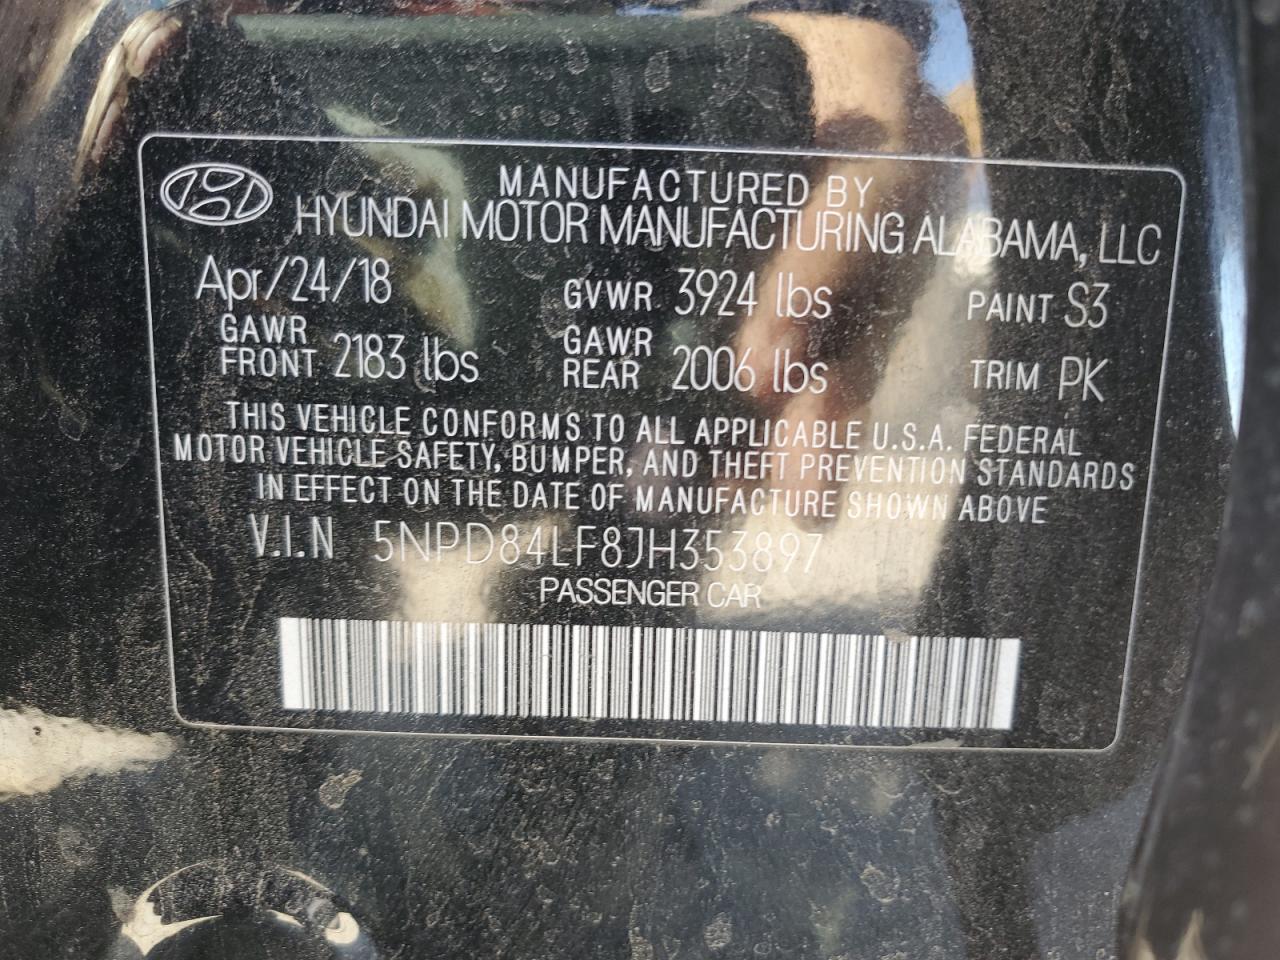 MANUFACTURED BY
HYUNDAI MOTOR MANUFACTURING ALABAMA, LLC
Apr/24/18 GVWR 3924 lbs PAINT S3
GAWR FRONT 2183 lbs GAWR REAR 2006 lbs TRIM PK
THIS VEHICLE CONFORMS TO ALL APPLICABLE U.S.A. FEDERAL
MOTOR VEHICLE SAFETY, BUMPER, AND THEFT PREVENTION STANDARDS
IN EFFECT ON THE DATE OF MANUFACTURE SHOWN ABOVE
V.I.N 5NPD84LF8JH353897
PASSENGER CAR